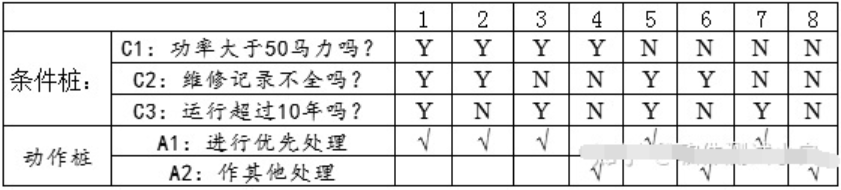 1 2 3 4 5 6 7 8
条件桩： C1：功率大于50马力吗？ Y Y Y Y N N N N
C2：维修记录不全吗？ Y Y N N Y Y N N
C3：运行超过10年吗？ Y N Y N Y N Y N
动作桩 A1：进行优先处理 √ √ √ √ √
A2：作其他处理 √ √ √